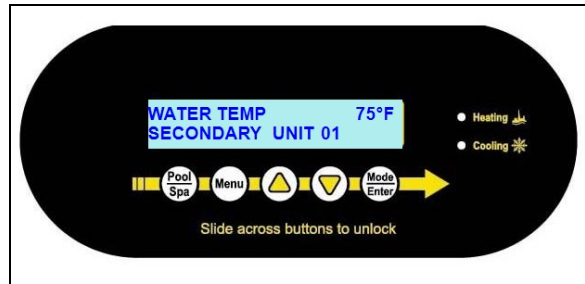 WATER TEMP 75°F
SECONDARY UNIT 01
Heating
Cooling
Pool
Spa
Menu
Mode
Enter
Slide across buttons to unlock